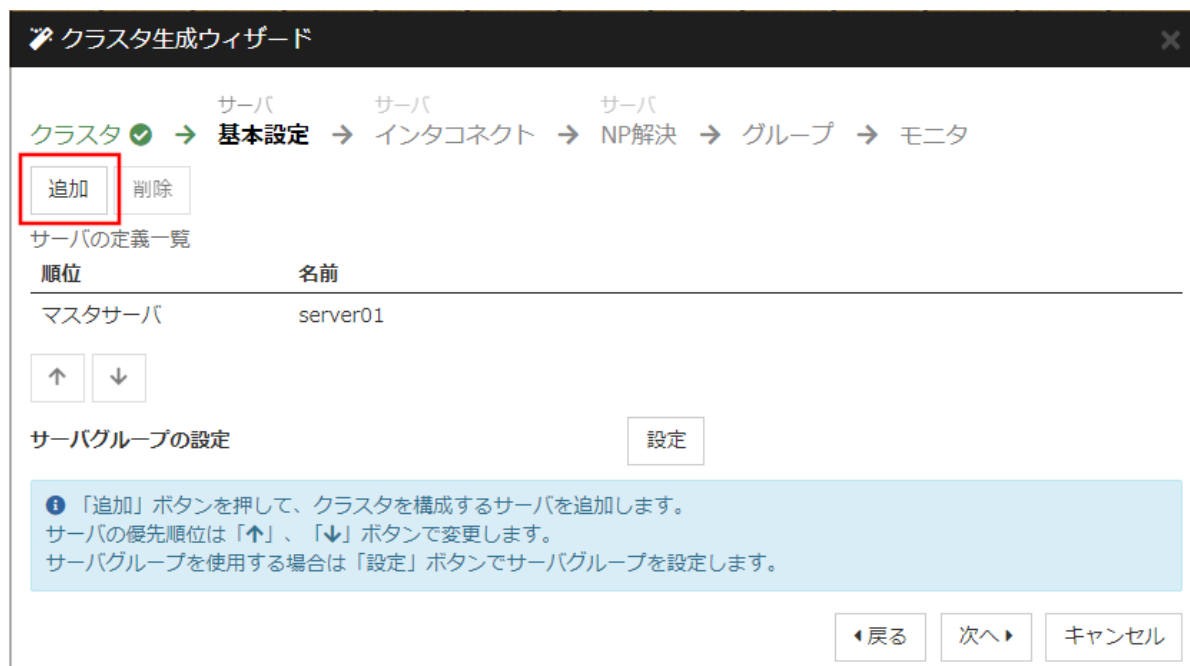 クラスタ生成ウィザード
サーバ サーバ サーバ
クラスタ → 基本設定 → インタコネクト → NP解決 → グループ → モニタ
追加 削除
サーバの定義一覧
順位 名前
マスタサーバ server01
↑ ↓
サーバグループの設定 設定
「追加」ボタンを押して、クラスタを構成するサーバを追加します。
サーバの優先順位は「↑」、「↓」ボタンで変更します。
サーバグループを使用する場合は「設定」ボタンでサーバグループを設定します。
戻る 次へ キャンセル